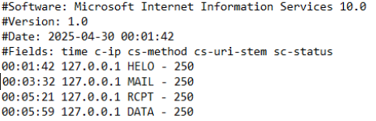 #Software: Microsoft Internet Information Services 10.0
#Version: 1.0
#Date: 2025-04-30 00:01:42
#Fields: time c-ip cs-method cs-uri-stem sc-status
00:01:42 127.0.0.1 HELO - 250
00:03:32 127.0.0.1 MAIL - 250
00:05:21 127.0.0.1 RCPT - 250
00:05:59 127.0.0.1 DATA - 250